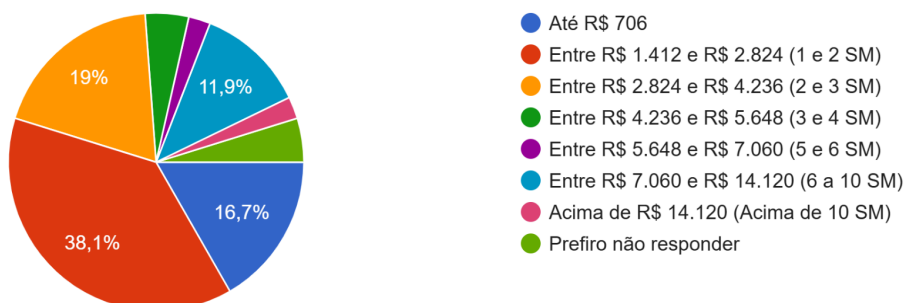 19%
11,9%
16,7%
38,1%
Até R$ 706
Entre R$ 1.412 e R$ 2.824 (1 e 2 SM)
Entre R$ 2.824 e R$ 4.236 (2 e 3 SM)
Entre R$ 4.236 e R$ 5.648 (3 e 4 SM)
Entre R$ 5.648 e R$ 7.060 (5 e 6 SM)
Entre R$ 7.060 e R$ 14.120 (6 a 10 SM)
Acima de R$ 14.120 (Acima de 10 SM)
Prefiro não responder